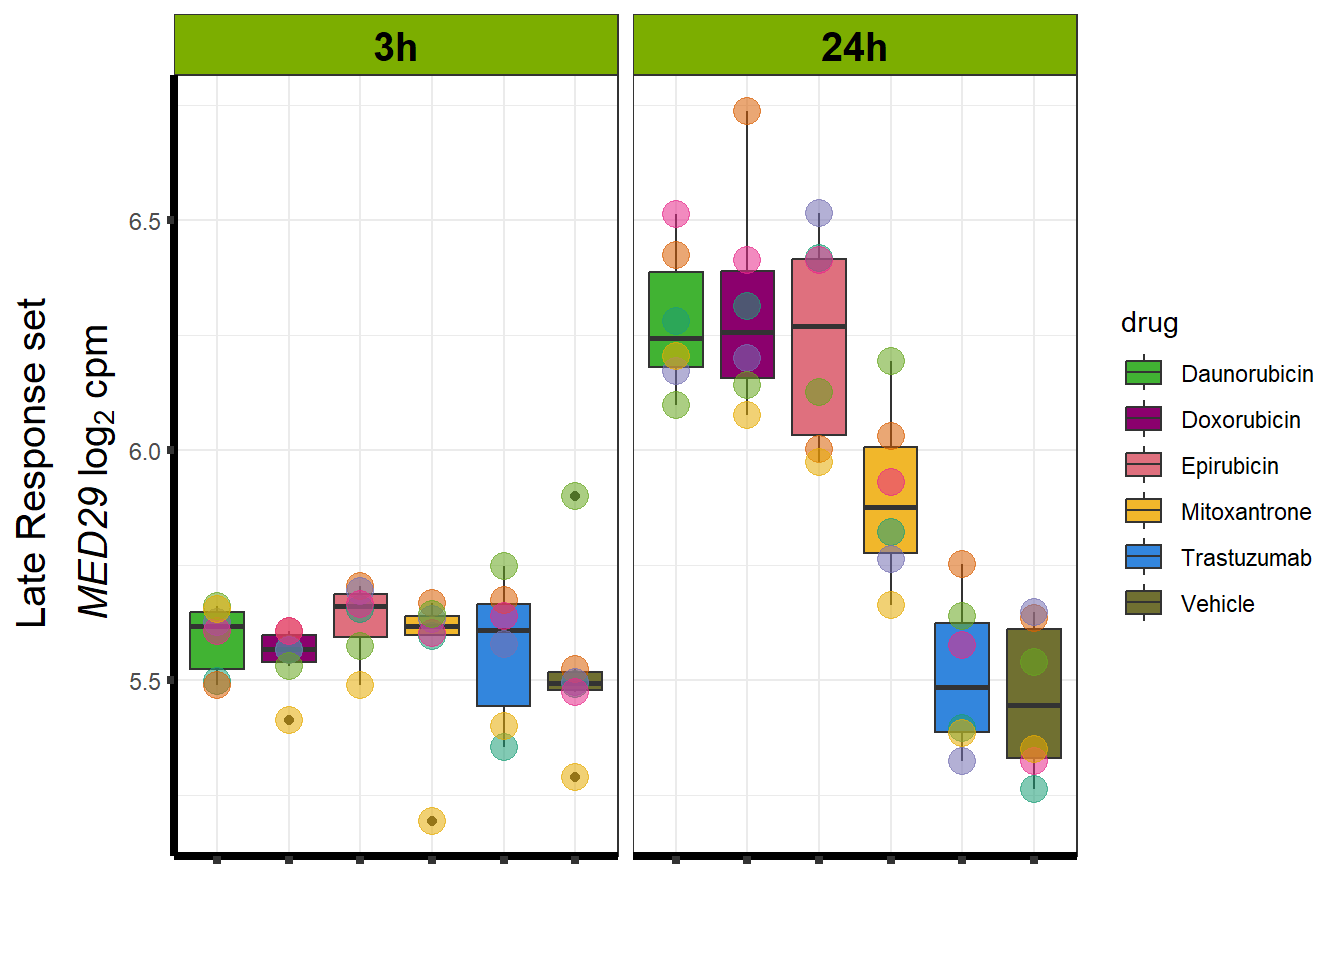 3h
24h
Late Response set
MED29 log₂ cpm
6.5
6.0
5.5
drug
Daunorubicin
Doxorubicin
Epirubicin
Mitoxantrone
Trastuzumab
Vehicle